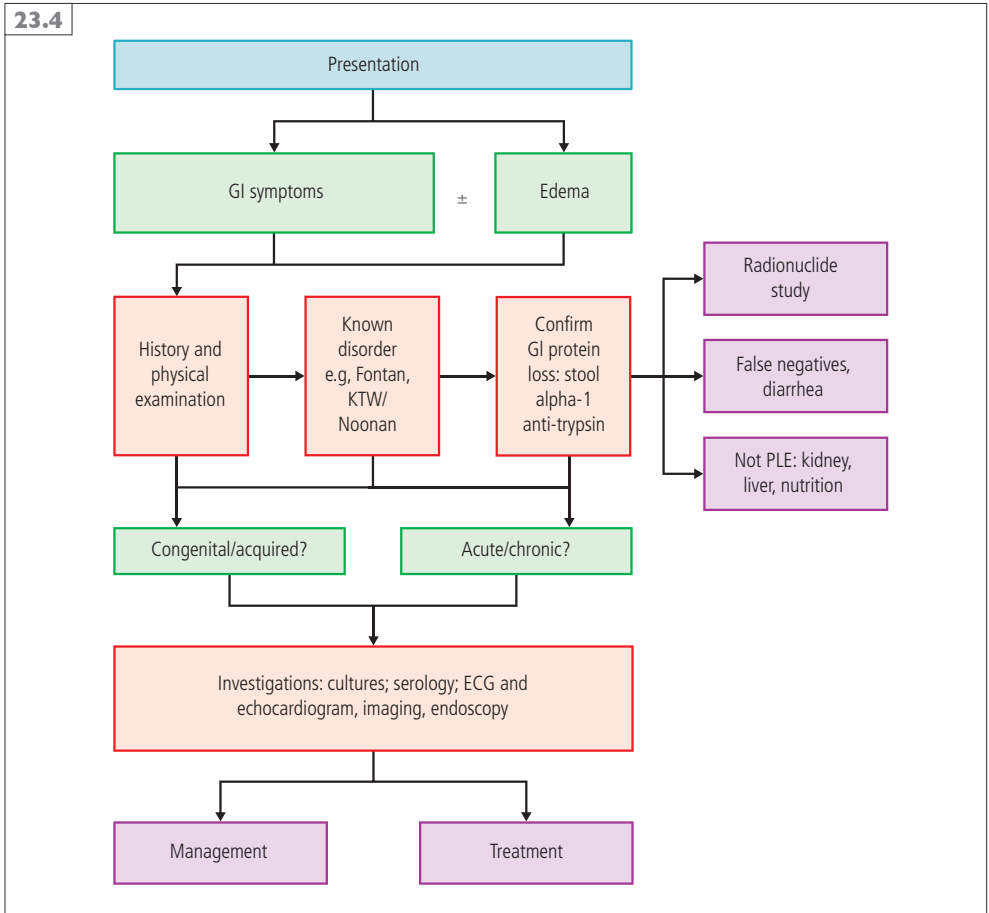 23.4
Presentation
GI symptoms
±
Edema
History and
physical
examination
Known
disorder
e.g, Fontan,
KTW/
Noonan
Confirm
GI protein
loss: stool
alpha-1
anti-trypsin
Radionuclide
study
False negatives,
diarrhea
Not PLE: kidney,
liver, nutrition
Congenital/acquired?
Acute/chronic?
Investigations: cultures; serology; ECG and
echocardiogram, imaging, endoscopy
Management
Treatment